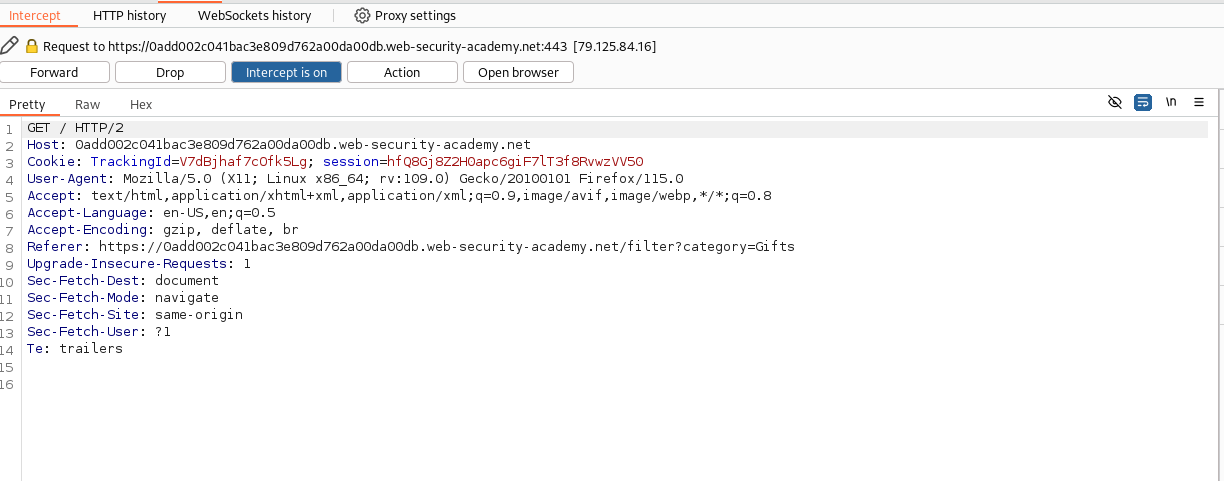 Intercept HTTP history WebSockets history Proxy settings
Request to https://0add002c041bac3e809d762a00da00db.web-security-academy.net:443 [79.125.84.16]
Forward Drop Intercept is on Action Open browser
Pretty Raw Hex \n
1 GET / HTTP/2
2 Host: 0add002c041bac3e809d762a00da00db.web-security-academy.net
3 Cookie: TrackingId=V7dBjhaf7cOfk5Lg; session=hfQ8Gj8Z2HOapc6giF7lT3f8RvwzVV50
4 User-Agent: Mozilla/5.0 (X11; Linux x86_64; rv:109.0) Gecko/20100101 Firefox/115.0
5 Accept: text/html,application/xhtml+xml,application/xml;q=0.9,image/avif,image/webp,*/*;q=0.8
6 Accept-Language: en-US,en;q=0.5
7 Accept-Encoding: gzip, deflate, br
8 Referer: https://0add002c041bac3e809d762a00da00db.web-security-academy.net/filter?category=Gifts
9 Upgrade-Insecure-Requests: 1
10 Sec-Fetch-Dest: document
11 Sec-Fetch-Mode: navigate
12 Sec-Fetch-Site: same-origin
13 Sec-Fetch-User: ?1
14 Te: trailers
15
16